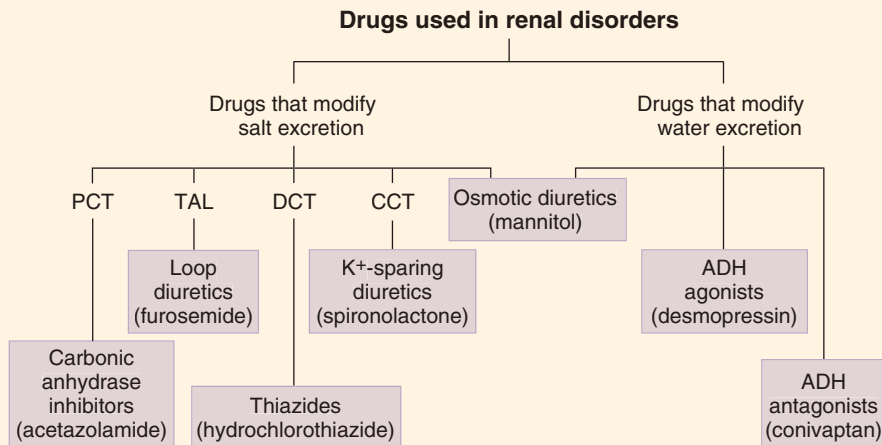 Drugs used in renal disorders
Drugs that modify
salt excretion
Drugs that modify
water excretion
PCT
TAL
DCT
CCT
Osmotic diuretics
(mannitol)
Loop
diuretics
(furosemide)
K+-sparing
diuretics
(spironolactone)
ADH
agonists
(desmopressin)
Carbonic
anhydrase
inhibitors
(acetazolamide)
Thiazides
(hydrochlorothiazide)
ADH
antagonists
(conivaptan)